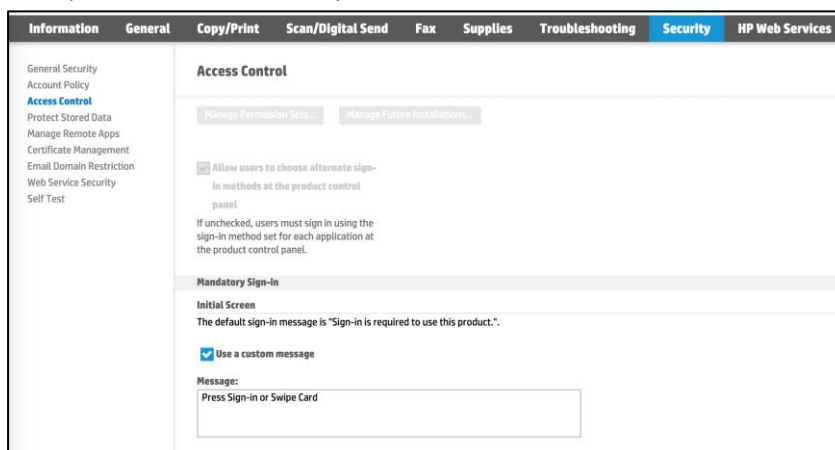 Information General Copy/Print Scan/Digital Send Fax Supplies Troubleshooting Security HP Web Services
General Security
Account Policy
Access Control
Protect Stored Data
Manage Remote Apps
Certificate Management
Email Domain Restriction
Web Service Security
Self Test
Access Control
Manage Permission Sets... Manage Future Installations...
Allow users to choose alternate sign-
in methods at the product control
panel
If unchecked, users must sign in using the
sign-in method set for each application at
the product control panel.
Mandatory Sign-in
Initial Screen
The default sign-in message is "Sign-in is required to use this product.".
Use a custom message
Message:
Press Sign-in or Swipe Card